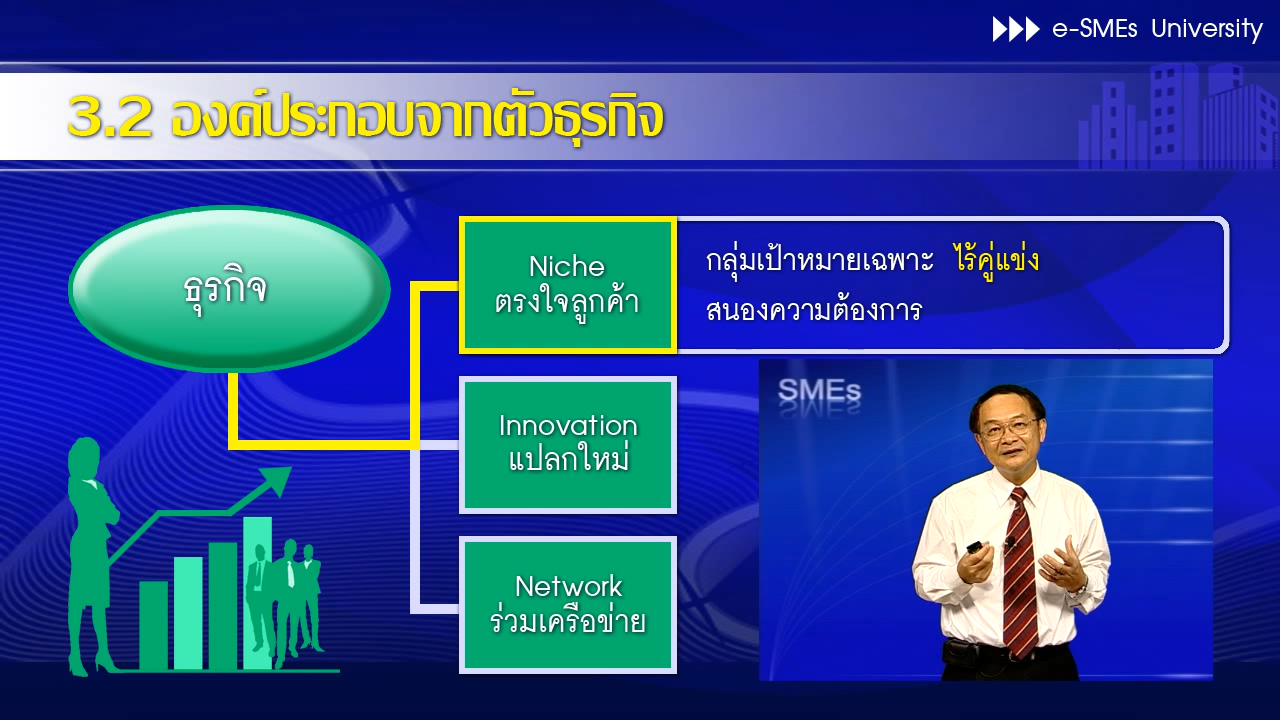 e-SMEs University
3.2 องค์ประกอบจากตัวธุรกิจ
ธุรกิจ
Niche
ตรงใจลูกค้า
กลุ่มเป้าหมายเฉพาะ ไร้คู่แข่ง
สนองความต้องการ
Innovation
แปลกใหม่
Network
ร่วมเครือข่าย
SMEs